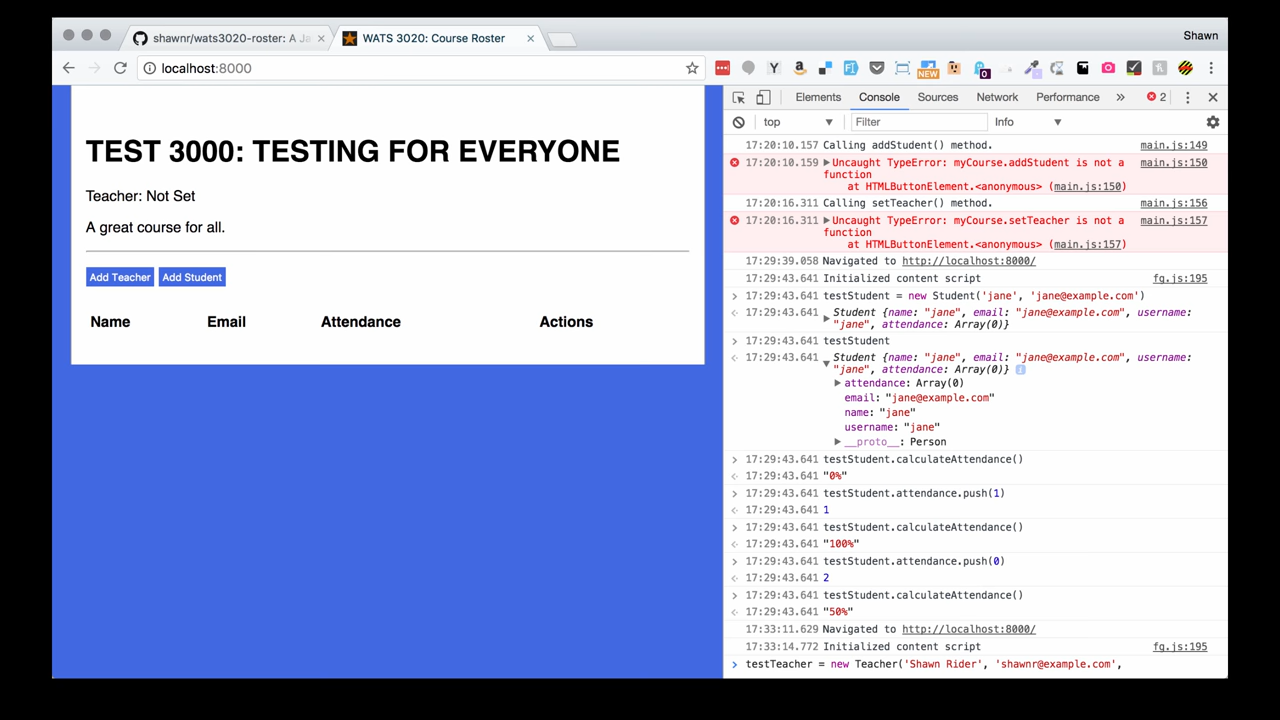 shawnr/wats3020-roster: A Ja
WATS 3020: Course Roster
Shawn
localhost:8000
NEW
0
TEST 3000: TESTING FOR EVERYONE
Teacher: Not Set
A great course for all.
Add Teacher Add Student
Name Email Attendance Actions
Elements Console Sources Network Performance » 2
top Filter Info
17:20:10.157 Calling addStudent() method. main.js:149
17:20:10.159 Uncaught TypeError: myCourse.addStudent is not a main.js:150
function
at HTMLButtonElement.<anonymous> (main.js:150)
17:20:16.311 Calling setTeacher() method. main.js:156
17:20:16.311 Uncaught TypeError: myCourse.setTeacher is not a main.js:157
function
at HTMLButtonElement.<anonymous> (main.js:157)
17:29:39.058 Navigated to http://localhost:8000/
17:29:43.641 Initialized content script fg.js:195
17:29:43.641 testStudent = new Student('jane', 'jane@example.com')
17:29:43.641 Student {name: "jane", email: "jane@example.com", username:
"jane", attendance: Array(0)}
17:29:43.641 testStudent
17:29:43.641 Student {name: "jane", email: "jane@example.com", username:
"jane", attendance: Array(0)}
attendance: Array(0)
email: "jane@example.com"
name: "jane"
username: "jane"
__proto__: Person
17:29:43.641 testStudent.calculateAttendance()
17:29:43.641 "0%"
17:29:43.641 testStudent.attendance.push(1)
17:29:43.641 1
17:29:43.641 testStudent.calculateAttendance()
17:29:43.641 "100%"
17:29:43.641 testStudent.attendance.push(0)
17:29:43.641 2
17:29:43.641 testStudent.calculateAttendance()
17:29:43.641 "50%"
17:33:11.629 Navigated to http://localhost:8000/
17:33:14.772 Initialized content script fg.js:195
testTeacher = new Teacher('Shawn Rider', 'shawnr@example.com',